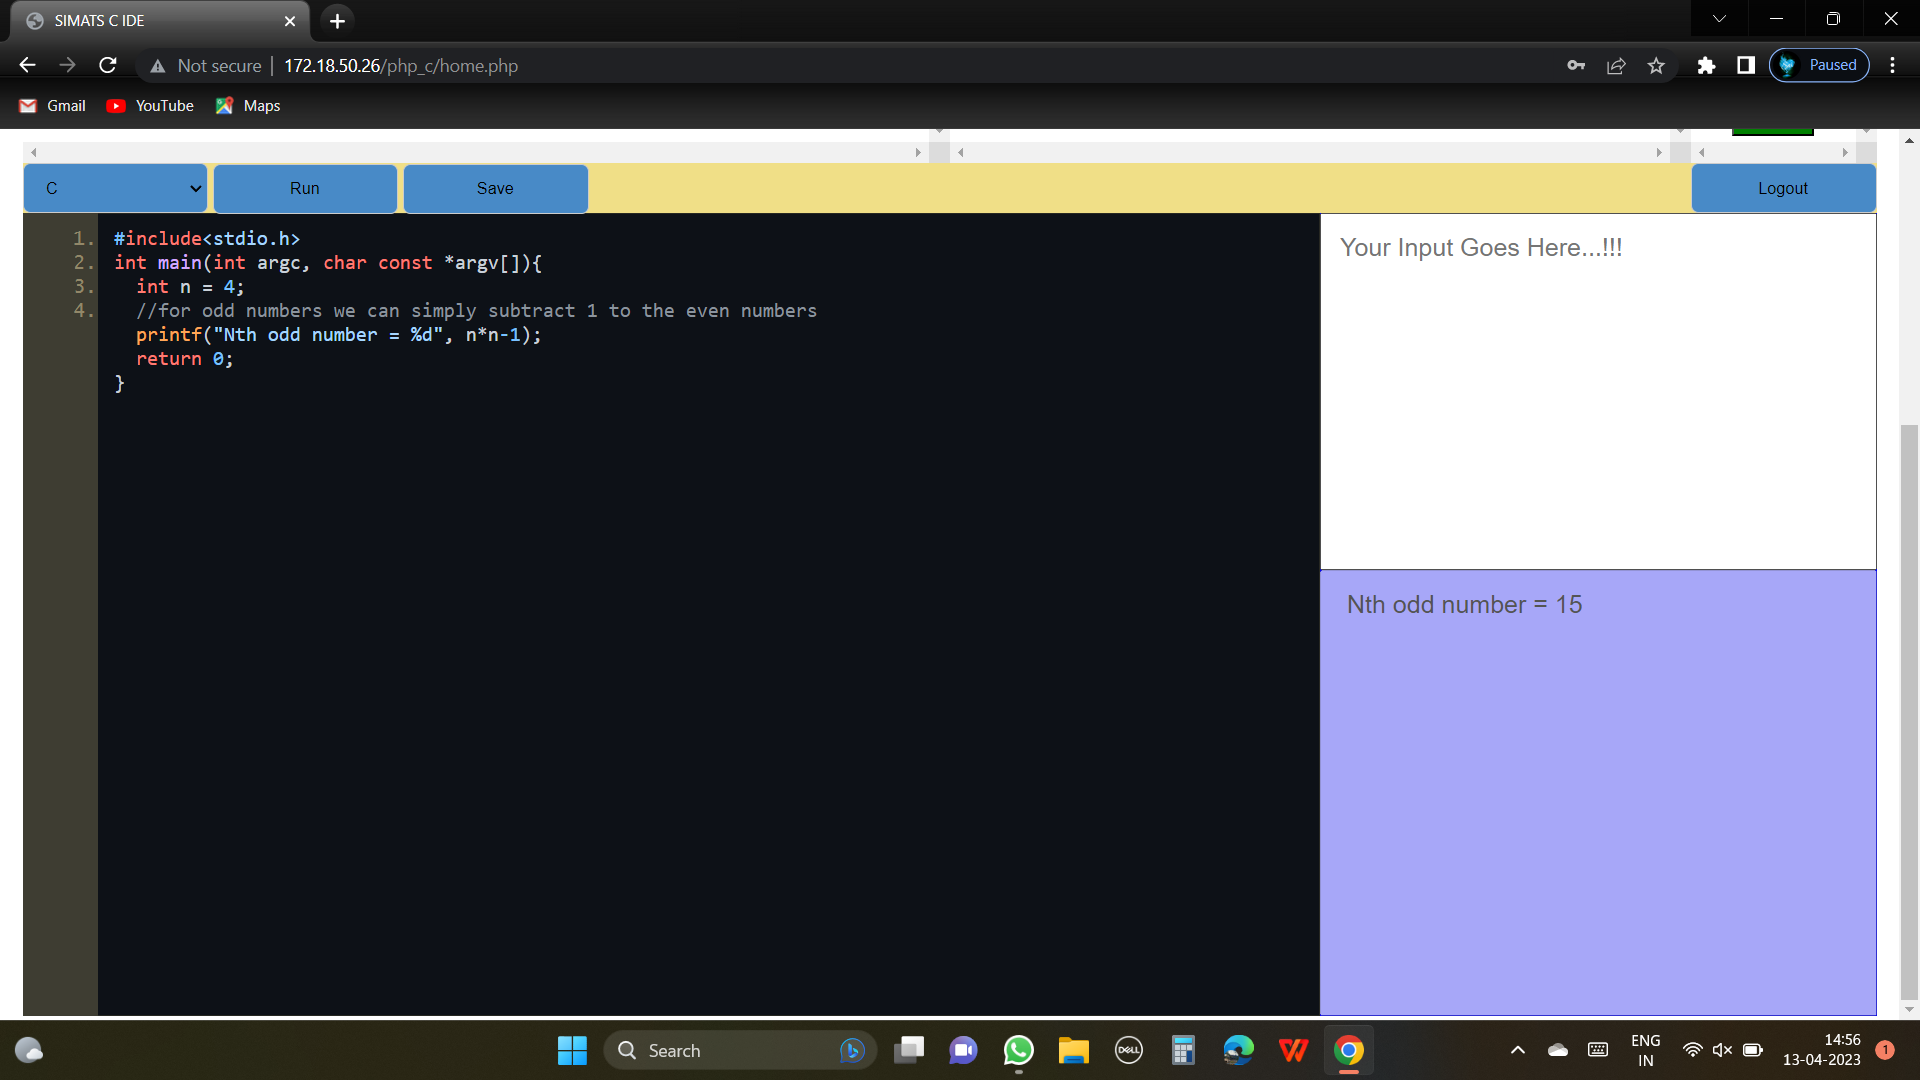 SIMATS C IDE
Not secure 172.18.50.26/php_c/home.php
Paused
Gmail YouTube Maps
C Run Save Logout
1. #include<stdio.h>
2. int main(int argc, char const *argv[]){
3. int n = 4;
4. //for odd numbers we can simply subtract 1 to the even numbers
printf("Nth odd number = %d", n*n-1);
return 0;
}
Your Input Goes Here...!!!
Nth odd number = 15
Search
DELL
ENG
IN
14:56
13-04-2023
1